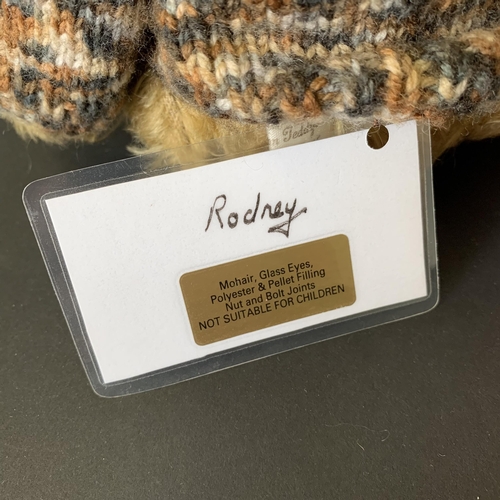 Rodney
Mohair, Glass Eyes,
Polyester & Pellet Filling
Nut and Bolt Joints
NOT SUITABLE FOR CHILDREN